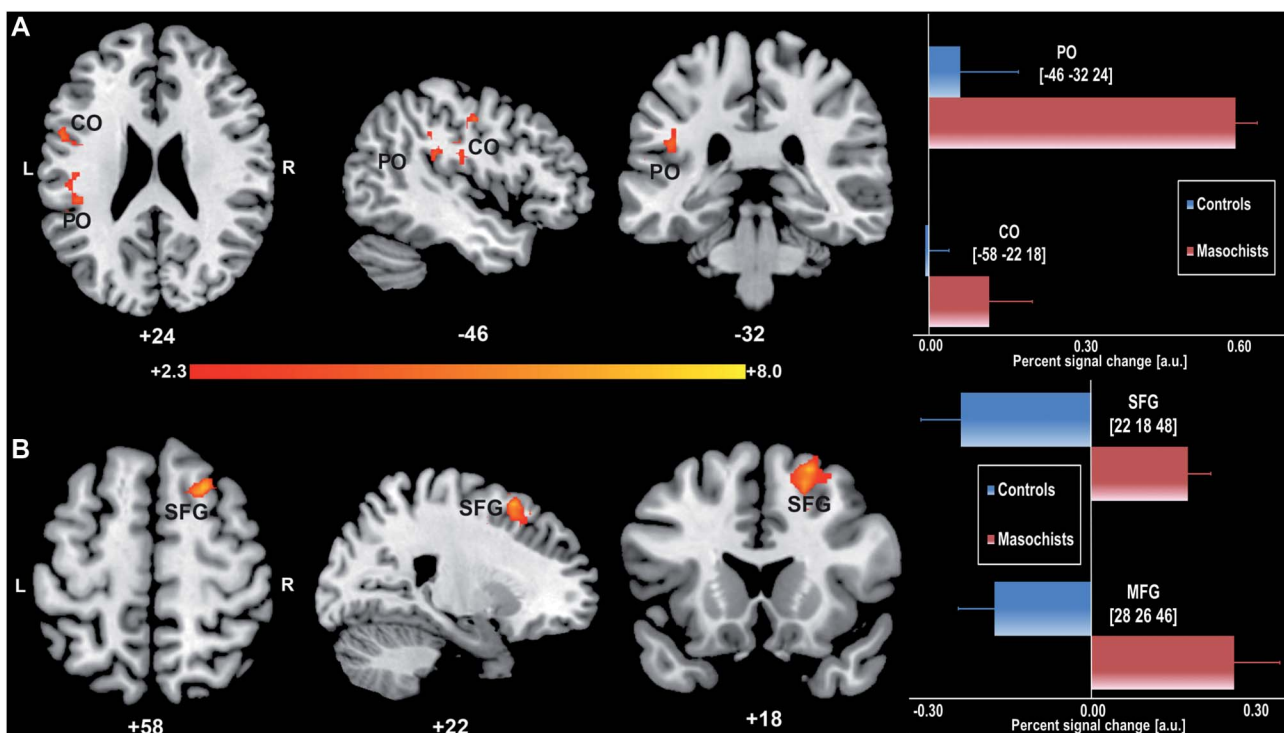 A
CO
PO
L
R
+24
PO
CO
-46
PO
-32
+2.3
+8.0
PO
[-46 -32 24]
CO
[-58 -22 18]
Controls
Masochists
0.00
0.30
0.60
Percent signal change [a.u.]
B
SFG
L
R
+58
SFG
+22
SFG
+18
SFG
[22 18 48]
Controls
Masochists
MFG
[28 26 46]
-0.30
0.00
0.30
Percent signal change [a.u.]